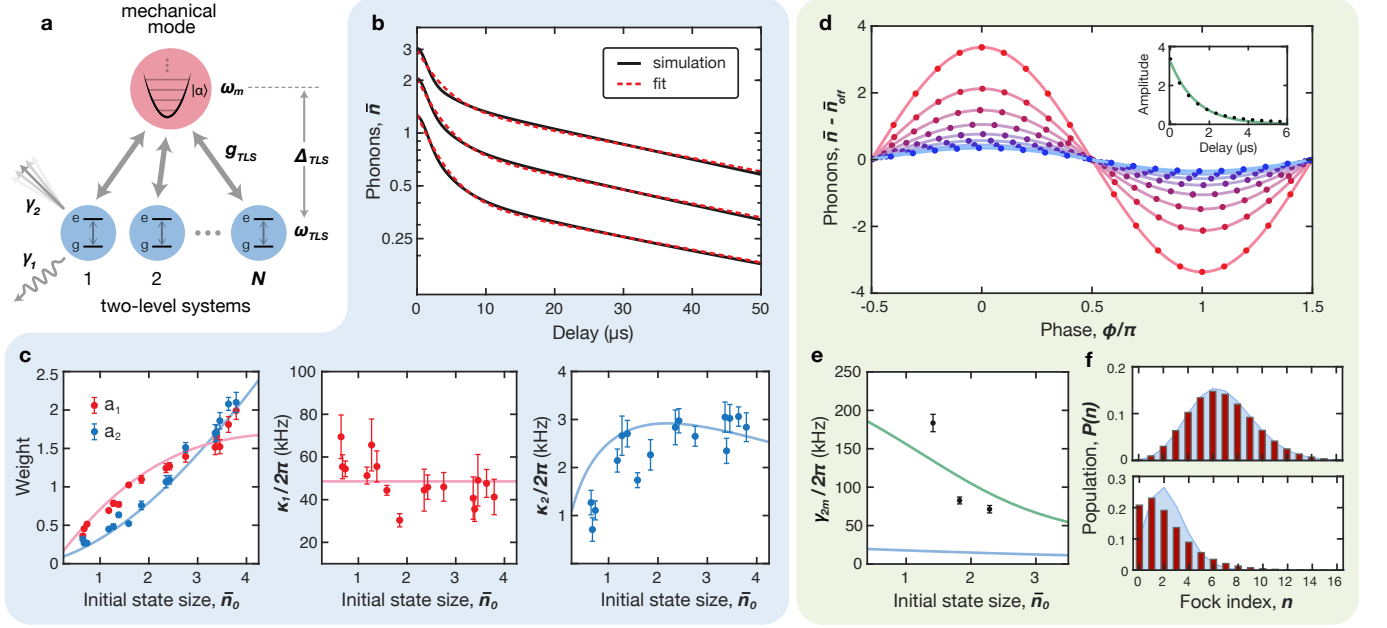 a
mechanical
mode
|α⟩
ω_m
g_TLS
Δ_TLS
γ_2
ω_TLS
e
g
e
g
e
g
γ_1
1
2
N
two-level systems
b
simulation
fit
Phonons, n̄
3
2
1
0.5
0.25
0
10
20
30
40
50
Delay (µs)
c
a_1
a_2
Weight
2.5
2
1.5
1
0.5
0
1
2
3
4
Initial state size, n̄_0
κ_1/2π (kHz)
100
80
60
40
20
1
2
3
4
Initial state size, n̄_0
κ_2/2π (kHz)
4
3
2
1
1
2
3
4
Initial state size, n̄_0
d
Phonons, n̄ - n̄_off
4
2
0
-2
-4
-0.5
0
0.5
1
1.5
Phase, ϕ/π
Amplitude
4
2
0
0
2
4
6
Delay (µs)
e
γ_2m/2π (kHz)
250
200
150
100
50
0
1
2
3
Initial state size, n̄_0
f
Population, P(n)
0.2
0.1
0
0.3
0.2
0.1
0
0
2
4
6
8
10
12
14
16
Fock index, n